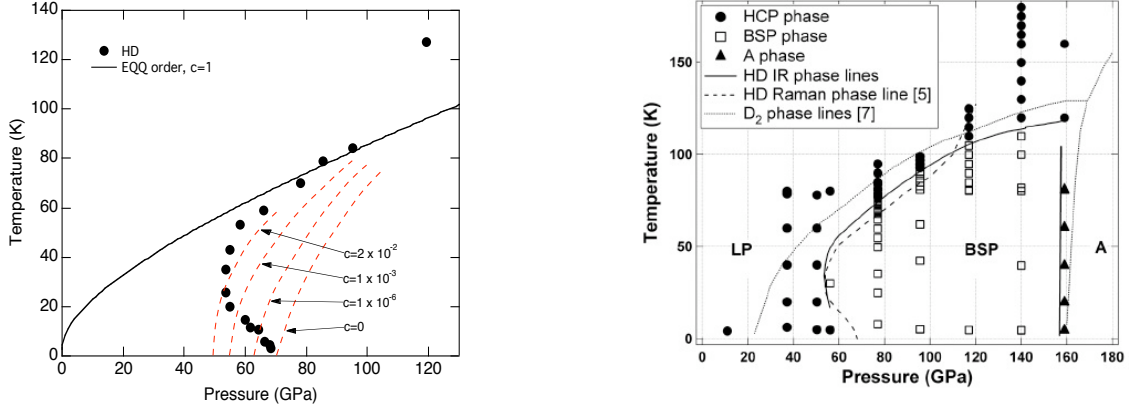 140
120
100
80
60
40
20
0
Temperature (K)
HD
EQQ order, c=1
c=2 x 10⁻²
c=1 x 10⁻³
c=1 x 10⁻⁶
c=0
0 20 40 60 80 100 120
Pressure (GPa)
HCP phase
BSP phase
A phase
HD IR phase lines
HD Raman phase line [5]
D₂ phase lines [7]
150
100
50
0
Temperature (K)
LP BSP A
0 20 40 60 80 100 120 140 160 180
Pressure (GPa)